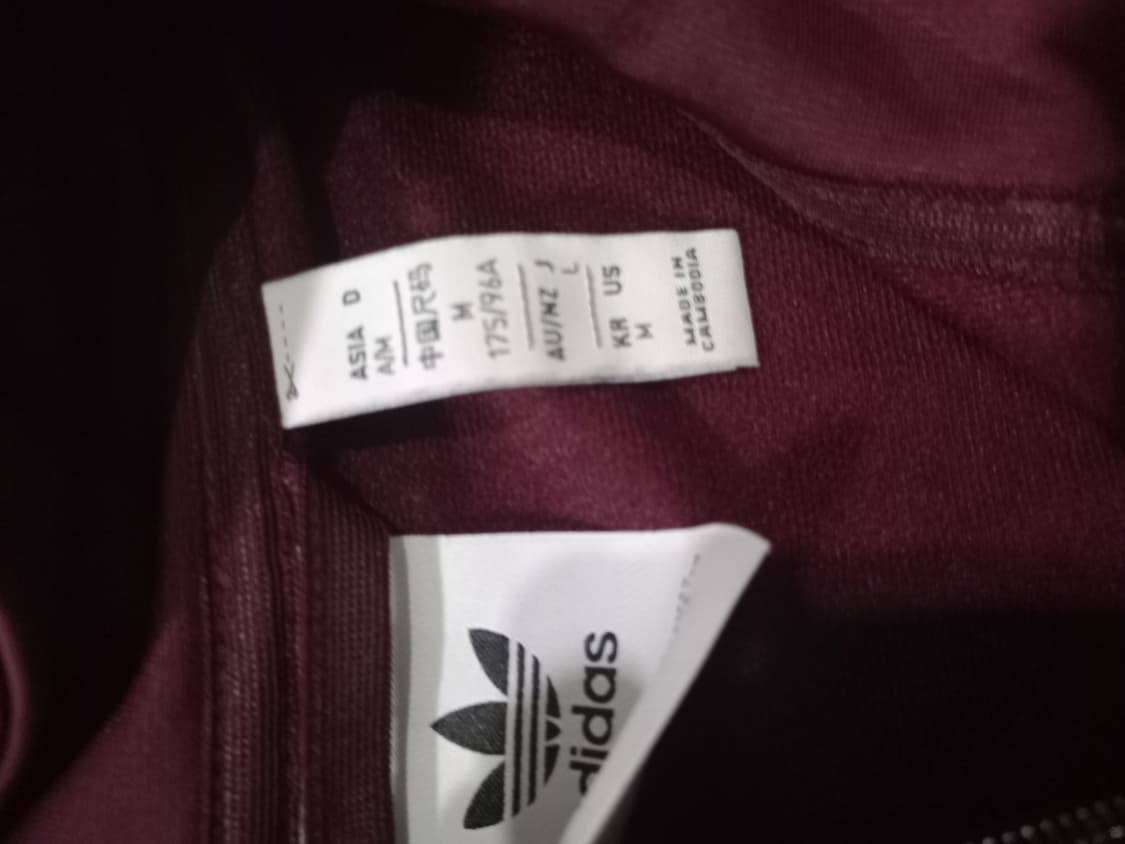 ASIA D
A/M
中国尺码
M
175/96A
AU/NZ J
L
KR US
M
MADE IN
CAMBODIA
adidas